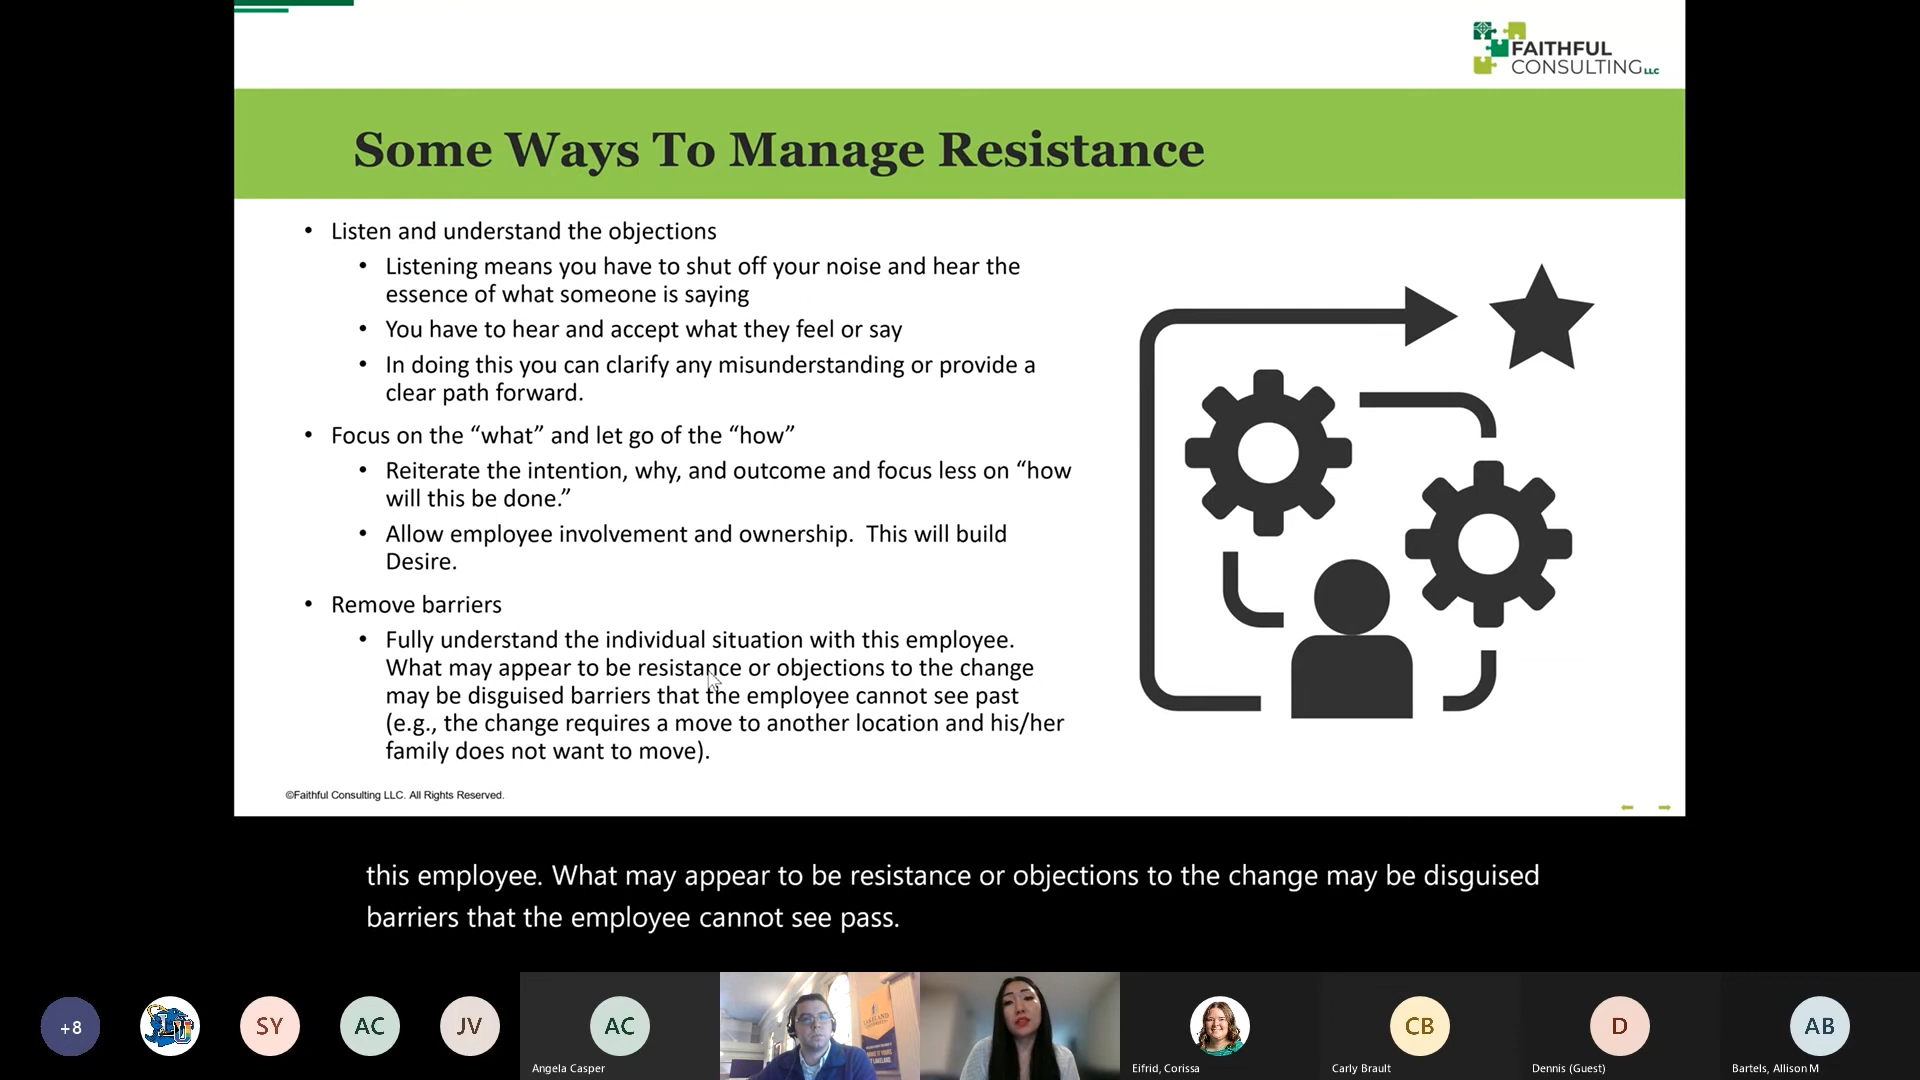 FAITHFUL
CONSULTING LLC
Some Ways To Manage Resistance
• Listen and understand the objections
• Listening means you have to shut off your noise and hear the
essence of what someone is saying
• You have to hear and accept what they feel or say
• In doing this you can clarify any misunderstanding or provide a
clear path forward.
• Focus on the “what” and let go of the “how”
• Reiterate the intention, why, and outcome and focus less on “how
will this be done.”
• Allow employee involvement and ownership.  This will build
Desire.
• Remove barriers
• Fully understand the individual situation with this employee.
What may appear to be resistance or objections to the change
may be disguised barriers that the employee cannot see past
(e.g., the change requires a move to another location and his/her
family does not want to move).
©Faithful Consulting LLC. All Rights Reserved.
this employee. What may appear to be resistance or objections to the change may be disguised
barriers that the employee cannot see pass.
+8
LU
SY
AC
JV
AC
Angela Casper
LAKELAND
Eifrid, Corissa
CB
Carly Brault
D
Dennis (Guest)
AB
Bartels, Allison M